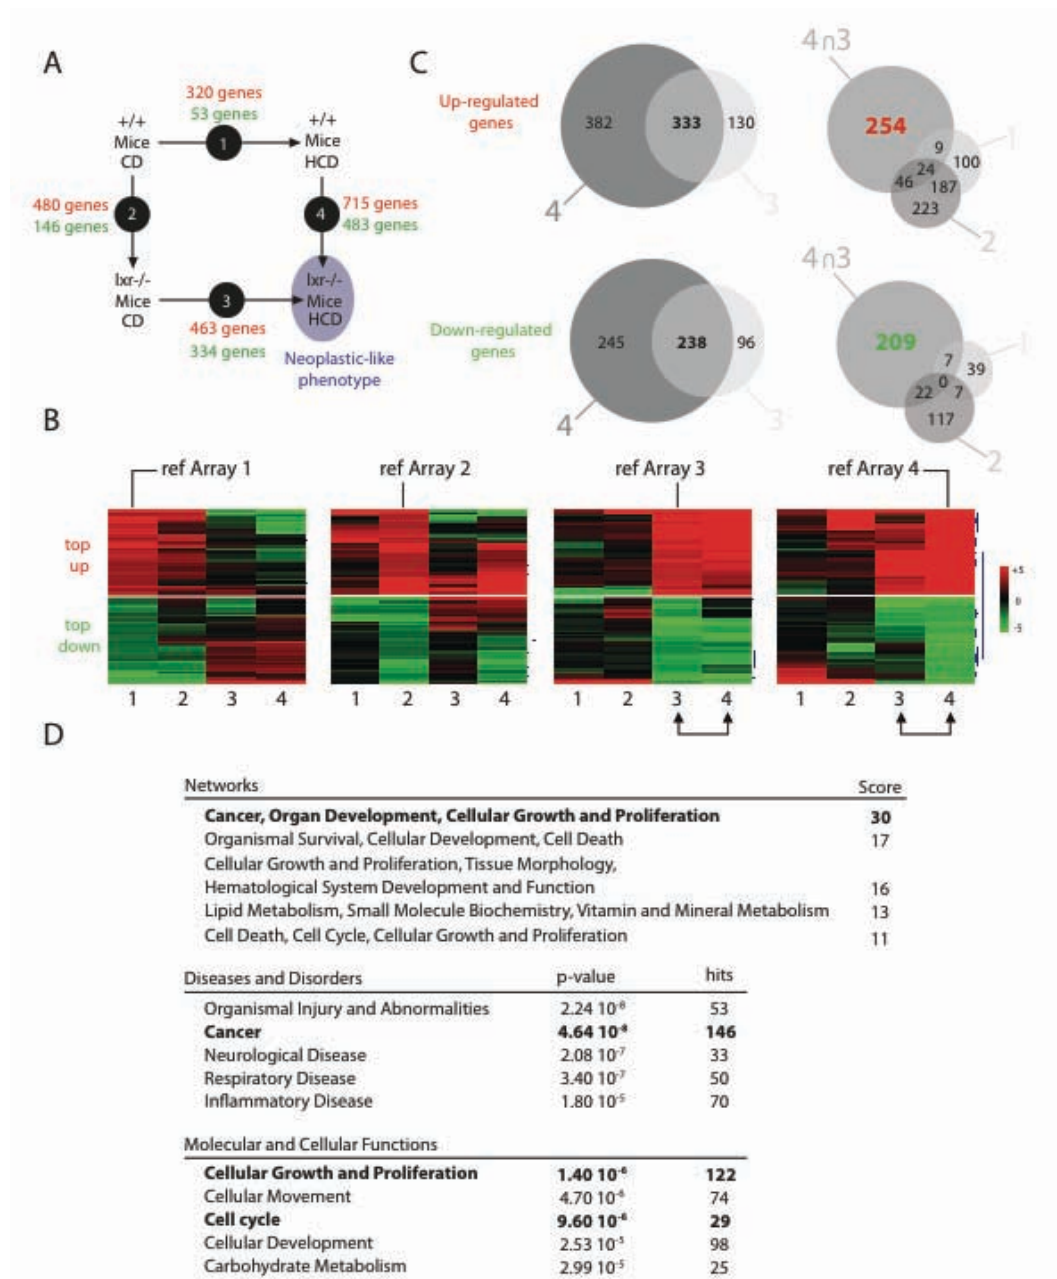 A
320 genes
53 genes
+/+
Mice
CD
1
+/+
Mice
HCD
480 genes
146 genes
2
4
715 genes
483 genes
lxr-/-
Mice
CD
3
lxr-/-
Mice
HCD
463 genes
334 genes
Neoplastic-like
phenotype
C
Up-regulated
genes
382
333
130
4
3
4∩3
254
9
1
100
24
46
187
223
2
Down-regulated
genes
245
238
96
4
3
4∩3
209
7
1
39
0
22
7
117
2
B
ref Array 1
ref Array 2
ref Array 3
ref Array 4
top
up
top
down
+5
0
-5
1 2 3 4
1 2 3 4
1 2 3 4
1 2 3 4
D
Networks Score
Cancer, Organ Development, Cellular Growth and Proliferation 30
Organismal Survival, Cellular Development, Cell Death 17
Cellular Growth and Proliferation, Tissue Morphology,
Hematological System Development and Function 16
Lipid Metabolism, Small Molecule Biochemistry, Vitamin and Mineral Metabolism 13
Cell Death, Cell Cycle, Cellular Growth and Proliferation 11
Diseases and Disorders p-value hits
Organismal Injury and Abnormalities 2.24 10⁻⁸ 53
Cancer 4.64 10⁻⁸ 146
Neurological Disease 2.08 10⁻⁷ 33
Respiratory Disease 3.40 10⁻⁷ 50
Inflammatory Disease 1.80 10⁻⁵ 70
Molecular and Cellular Functions
Cellular Growth and Proliferation 1.40 10⁻⁶ 122
Cellular Movement 4.70 10⁻⁶ 74
Cell cycle 9.60 10⁻⁶ 29
Cellular Development 2.53 10⁻⁵ 98
Carbohydrate Metabolism 2.99 10⁻⁵ 25